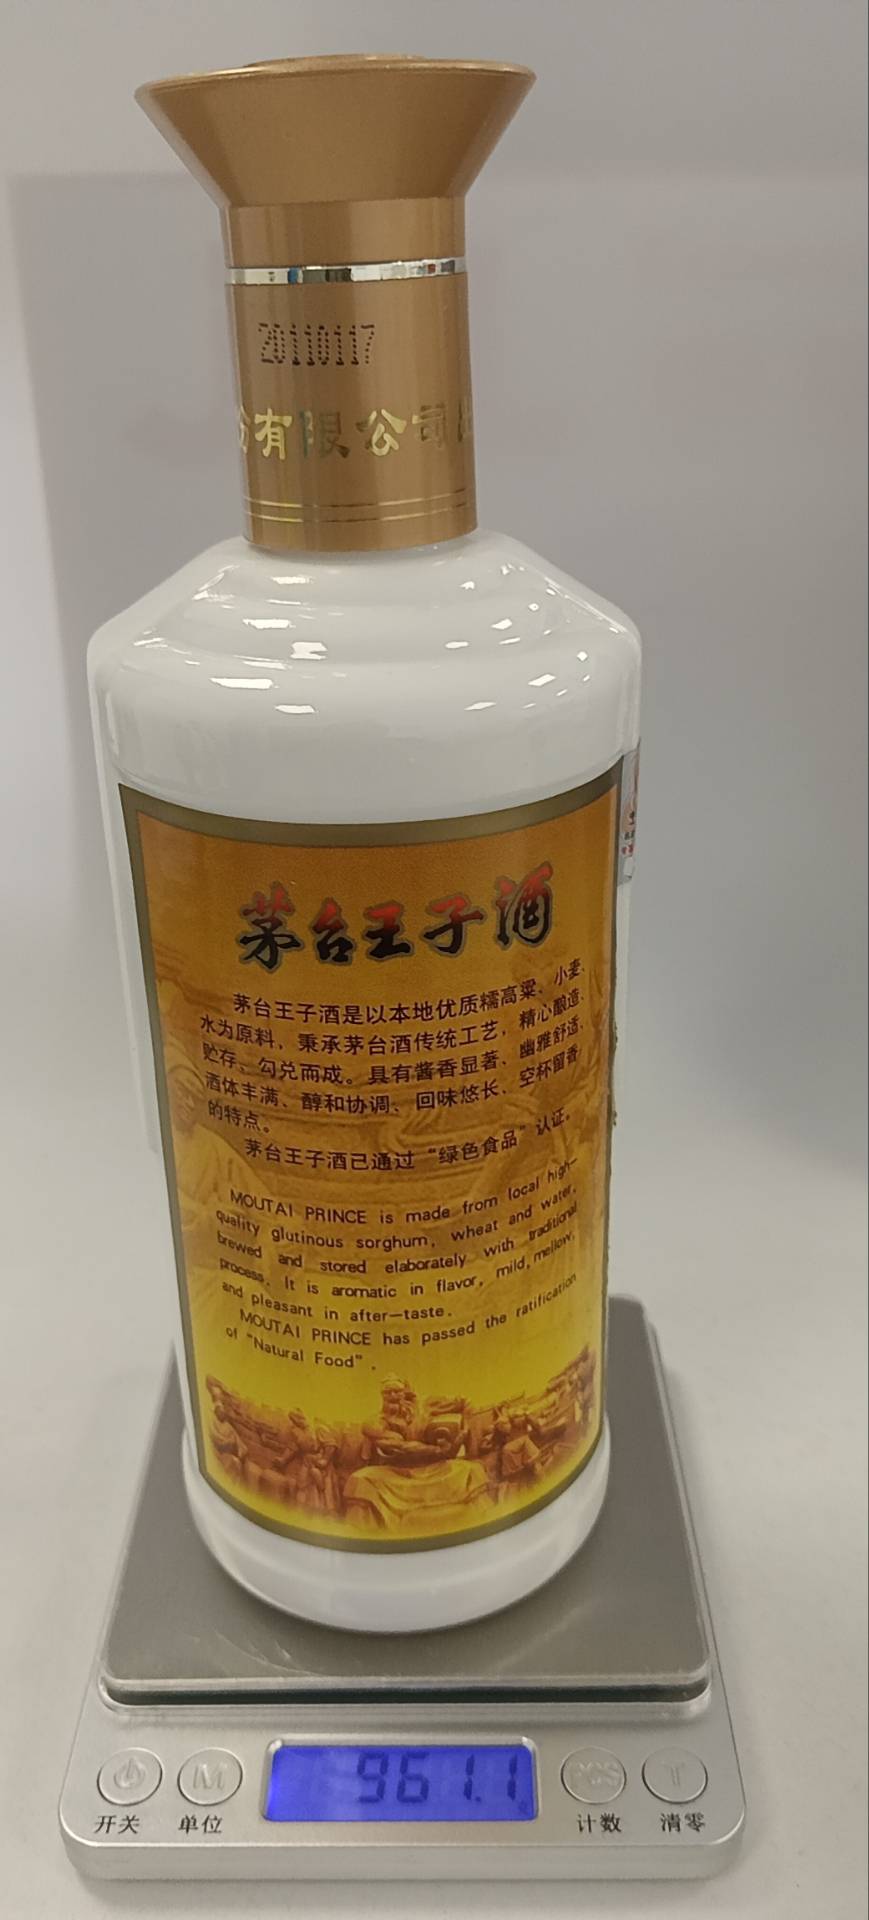 20110117
份有限公司出
茅台王子酒
茅台王子酒是以本地优质糯高粱、小麦、
水为原料，秉承茅台酒传统工艺，精心酿造、
贮存、勾兑而成。具有酱香显著、幽雅舒适、
酒体丰满、醇和协调、回味悠长、空杯留香
的特点。
茅台王子酒已通过“绿色食品”认证。
MOUTAI PRINCE is made from local high-
quality glutinous sorghum, wheat and water,
brewed and stored elaborately with traditional
process. It is aromatic in flavor, mild, mellow,
and pleasant in after-taste.
MOUTAI PRINCE has passed the ratification
of "Natural Food".
961.1
M PCS T
开关 单位 计数 清零